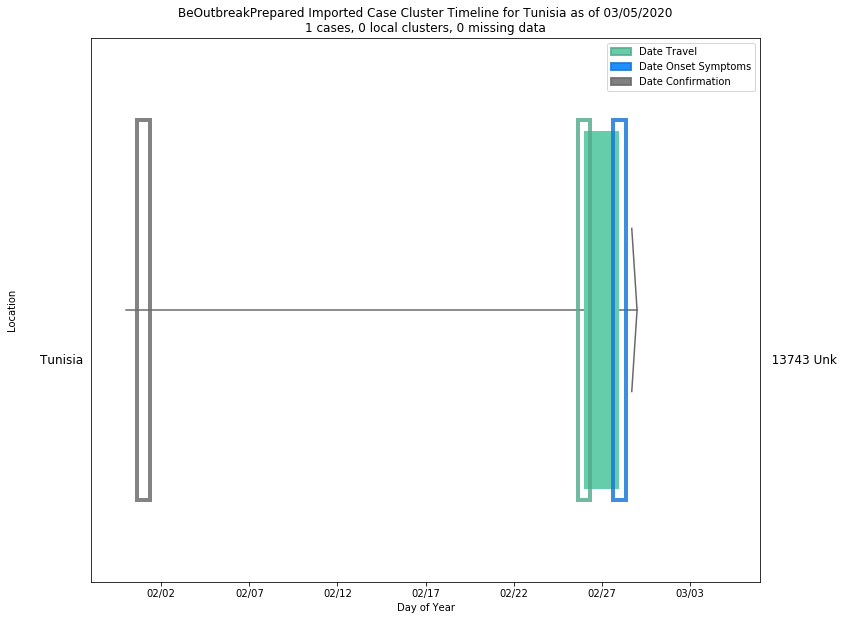 BeOutbreakPrepared Imported Case Cluster Timeline for Tunisia as of 03/05/2020
1 cases, 0 local clusters, 0 missing data
Date Travel
Date Onset Symptoms
Date Confirmation
Location
Tunisia
13743 Unk
02/02 02/07 02/12 02/17 02/22 02/27 03/03
Day of Year